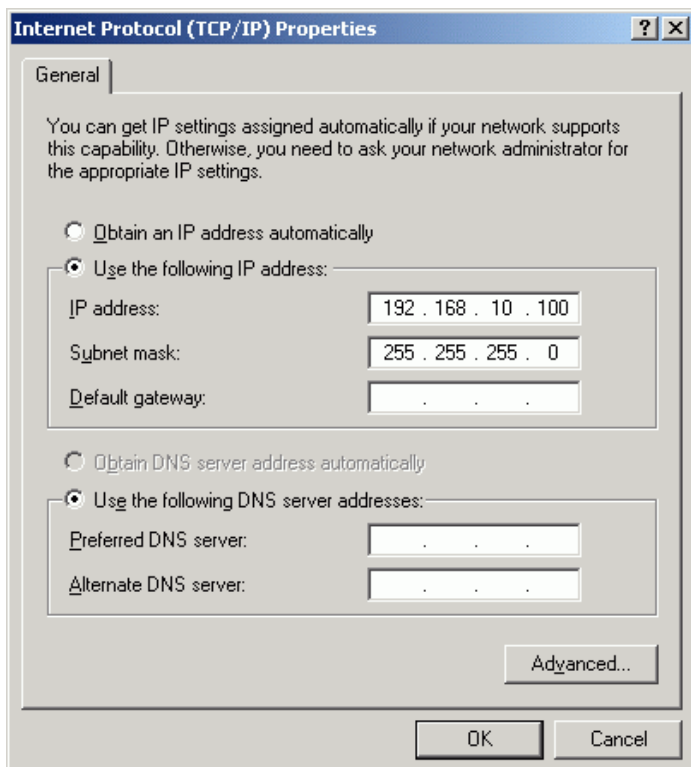 Internet Protocol (TCP/IP) Properties
General
You can get IP settings assigned automatically if your network supports
this capability. Otherwise, you need to ask your network administrator for
the appropriate IP settings.
Obtain an IP address automatically
Use the following IP address:
IP address: 192 . 168 . 10 . 100
Subnet mask: 255 . 255 . 255 . 0
Default gateway: . . .
Obtain DNS server address automatically
Use the following DNS server addresses:
Preferred DNS server: . . .
Alternate DNS server: . . .
Advanced...
OK Cancel